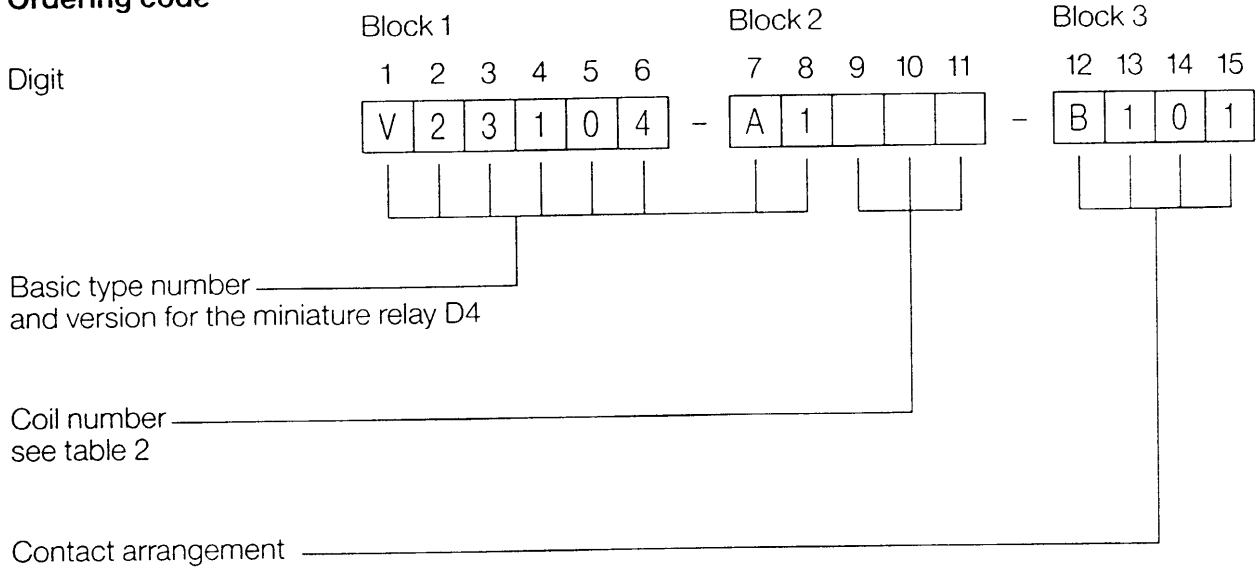 Ordering code
Block 1 Block 2 Block 3
Digit 1 2 3 4 5 6 7 8 9 10 11 12 13 14 15
V 2 3 1 0 4 - A 1 - B 1 0 1
Basic type number
and version for the miniature relay D4
Coil number
see table 2
Contact arrangement